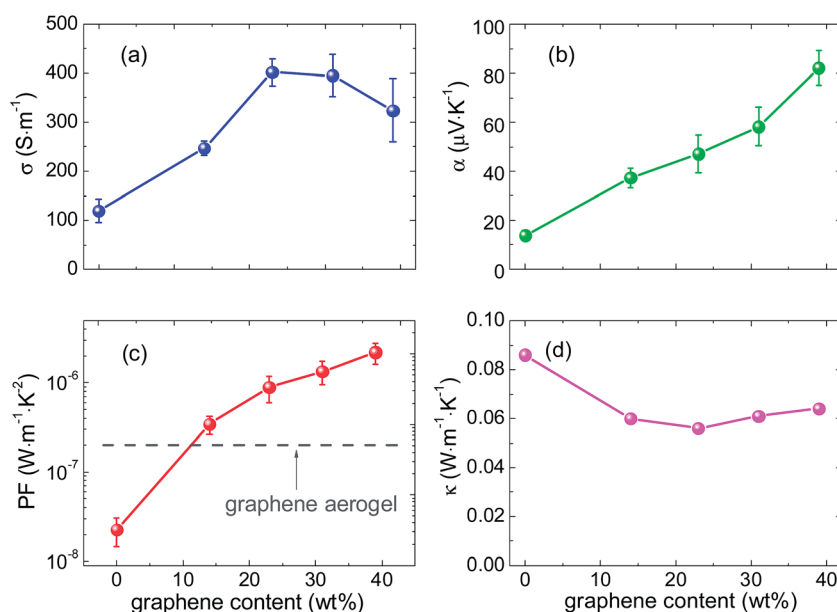 (a)
σ (S·m⁻¹)
500
400
300
200
100
0
(b)
α (μV·K⁻¹)
100
80
60
40
20
0
(c)
PF (W·m⁻¹·K⁻²)
10⁻⁶
10⁻⁷
10⁻⁸
graphene aerogel
0 10 20 30 40
graphene content (wt%)
(d)
κ (W·m⁻¹·K⁻¹)
0.10
0.08
0.06
0.04
0.02
0.00
0 10 20 30 40
graphene content (wt%)